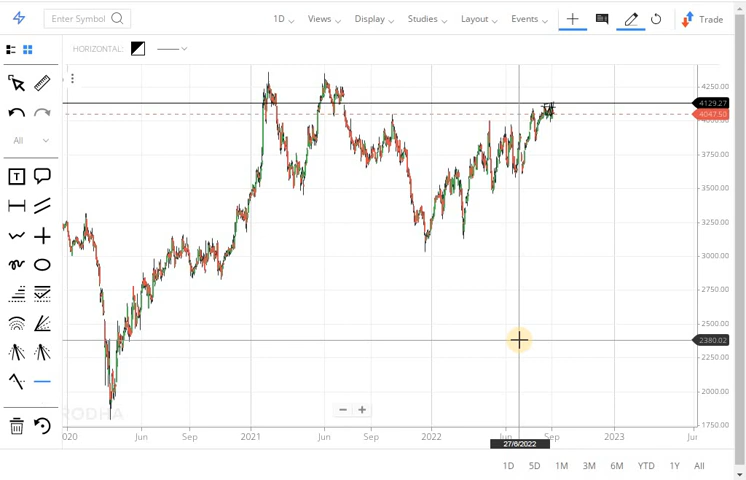 Enter Symbol 1D Views Display Studies Layout Events Trade
HORIZONTAL:
All
T
4250.00
4129.27
4047.50
3750.00
3500.00
3250.00
3000.00
2750.00
2500.00
2380.02
2250.00
2000.00
1750.00
RODHA
2020 Jun Sep 2021 Jun Sep 2022 Jun Sep 2023 Jur
27/6/2022
1D 5D 1M 3M 6M YTD 1Y All